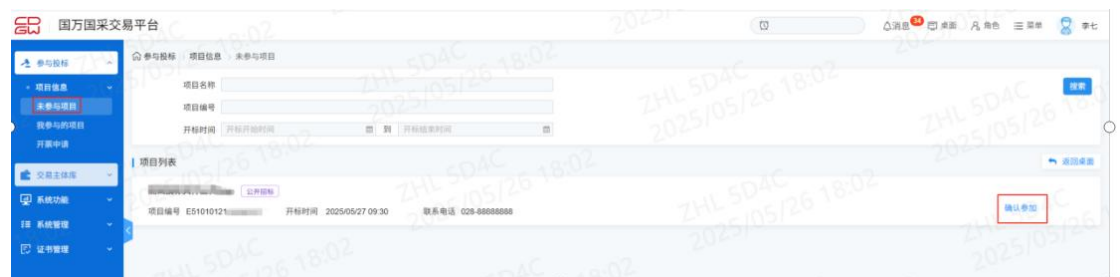 国万国采交易平台
消息 34 桌面 角色 菜单 李七
参与投标
项目信息
未参与项目
我参与的项目
开票申请
交易主体库
系统功能
系统管理
证书管理
参与投标 项目信息 未参与项目
项目名称
项目编号
开标时间 开标开始时间 到 开标结束时间
搜索
项目列表 返回桌面
公开招标
项目编号 E51010121 开标时间 2025/05/27 09:30 联系电话 028-88888888
确认参加
ZHL 5D4C
2025/05/26 18:02